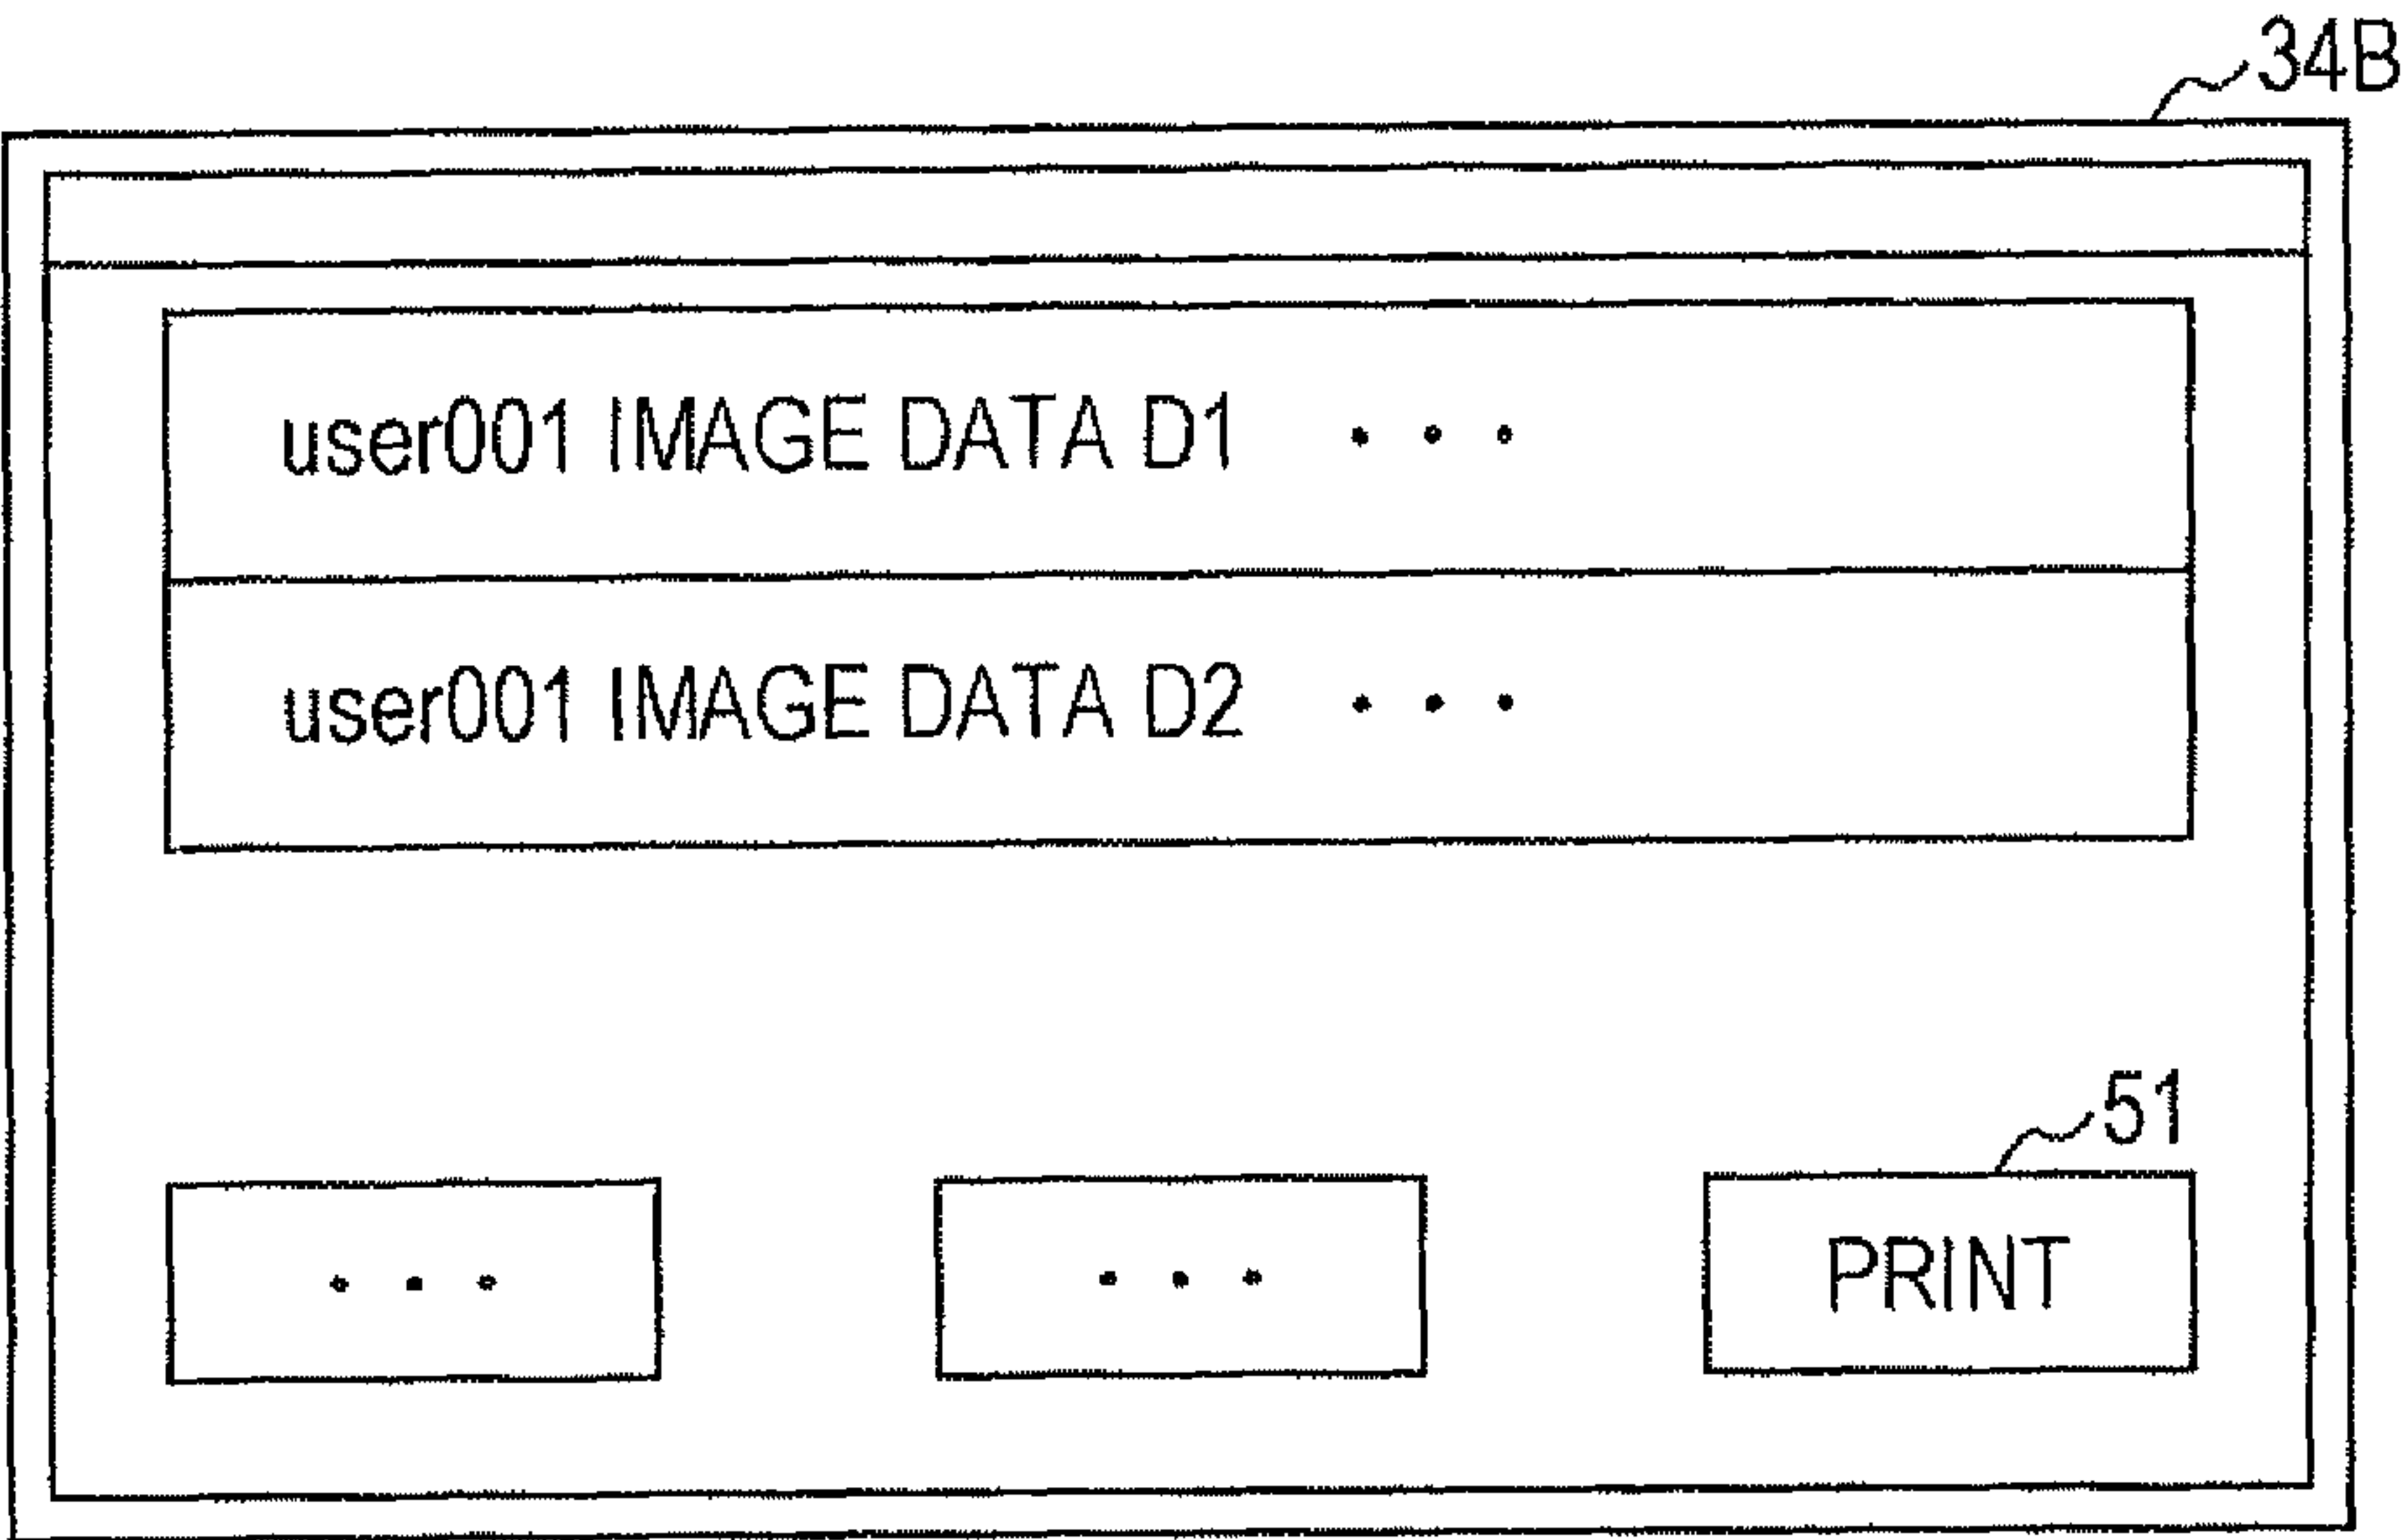 34B
user001 IMAGE DATA D1 • • •
user001 IMAGE DATA D2 • • •
51
• • • • • • PRINT